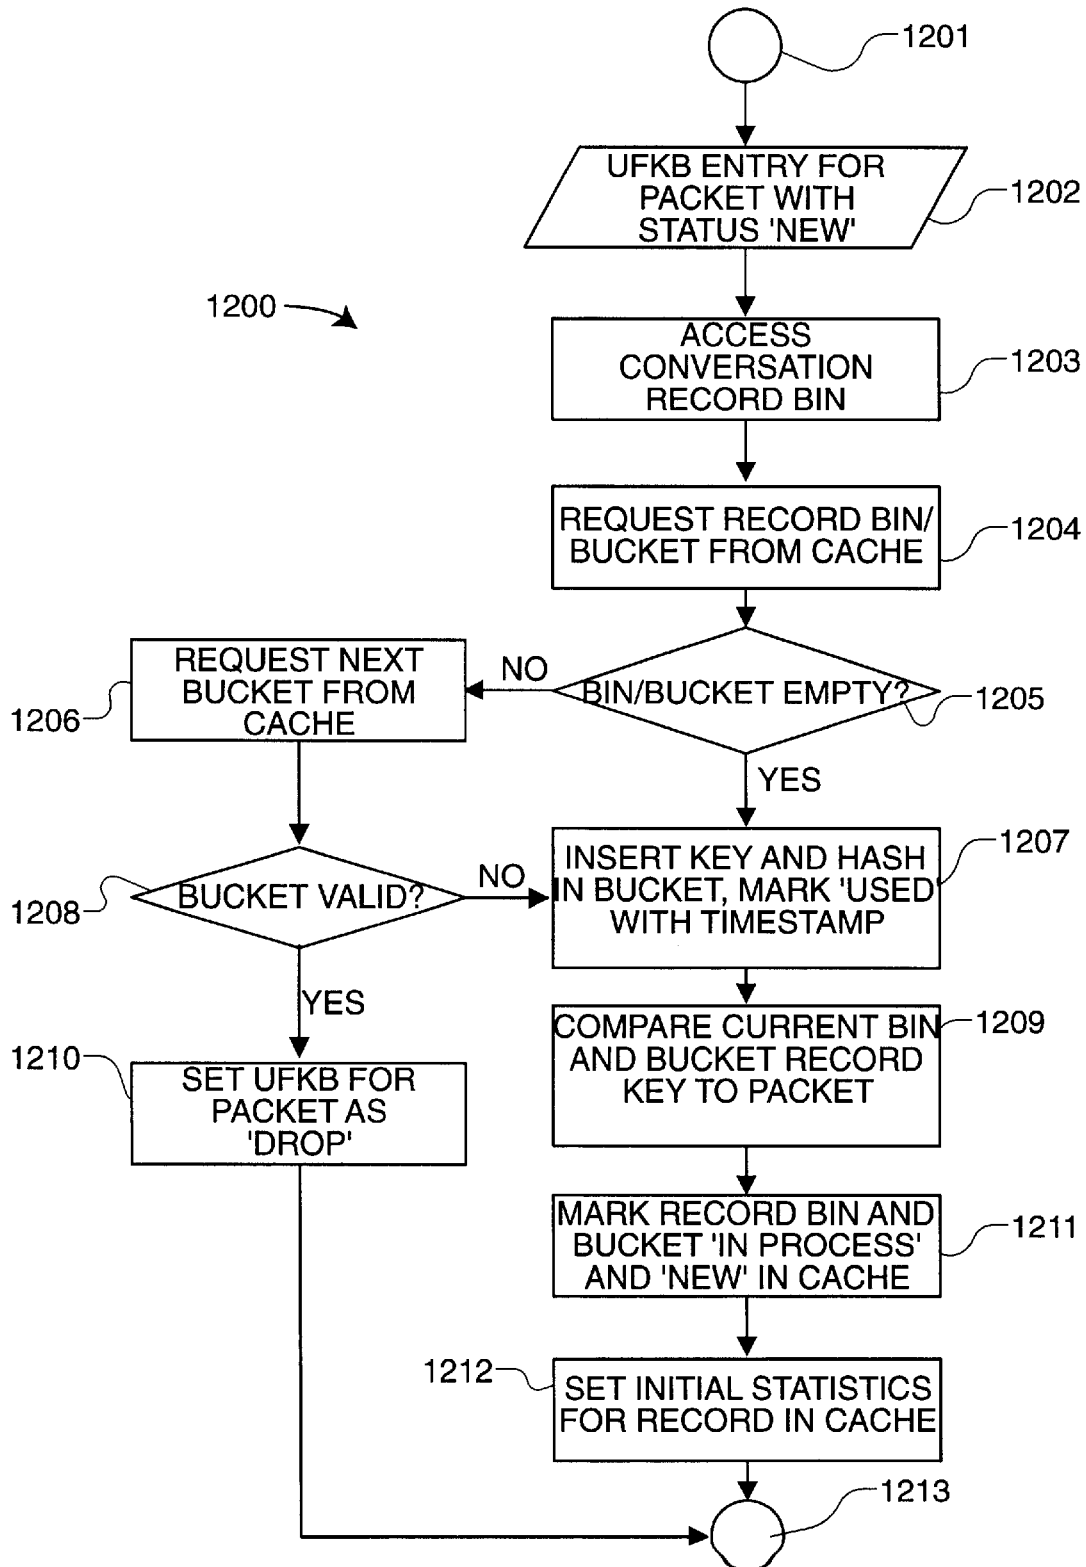 1201
UFKB ENTRY FOR
PACKET WITH
STATUS 'NEW'
1202
1200
ACCESS
CONVERSATION
RECORD BIN
1203
REQUEST RECORD BIN/
BUCKET FROM CACHE
1204
REQUEST NEXT
BUCKET FROM
CACHE
1206
NO
BIN/BUCKET EMPTY?
1205
YES
1207
INSERT KEY AND HASH
IN BUCKET, MARK 'USED'
WITH TIMESTAMP
BUCKET VALID?
1208
NO
YES
1209
COMPARE CURRENT BIN
AND BUCKET RECORD
KEY TO PACKET
1210
SET UFKB FOR
PACKET AS
'DROP'
MARK RECORD BIN AND
BUCKET 'IN PROCESS'
AND 'NEW' IN CACHE
1211
1212
SET INITIAL STATISTICS
FOR RECORD IN CACHE
1213